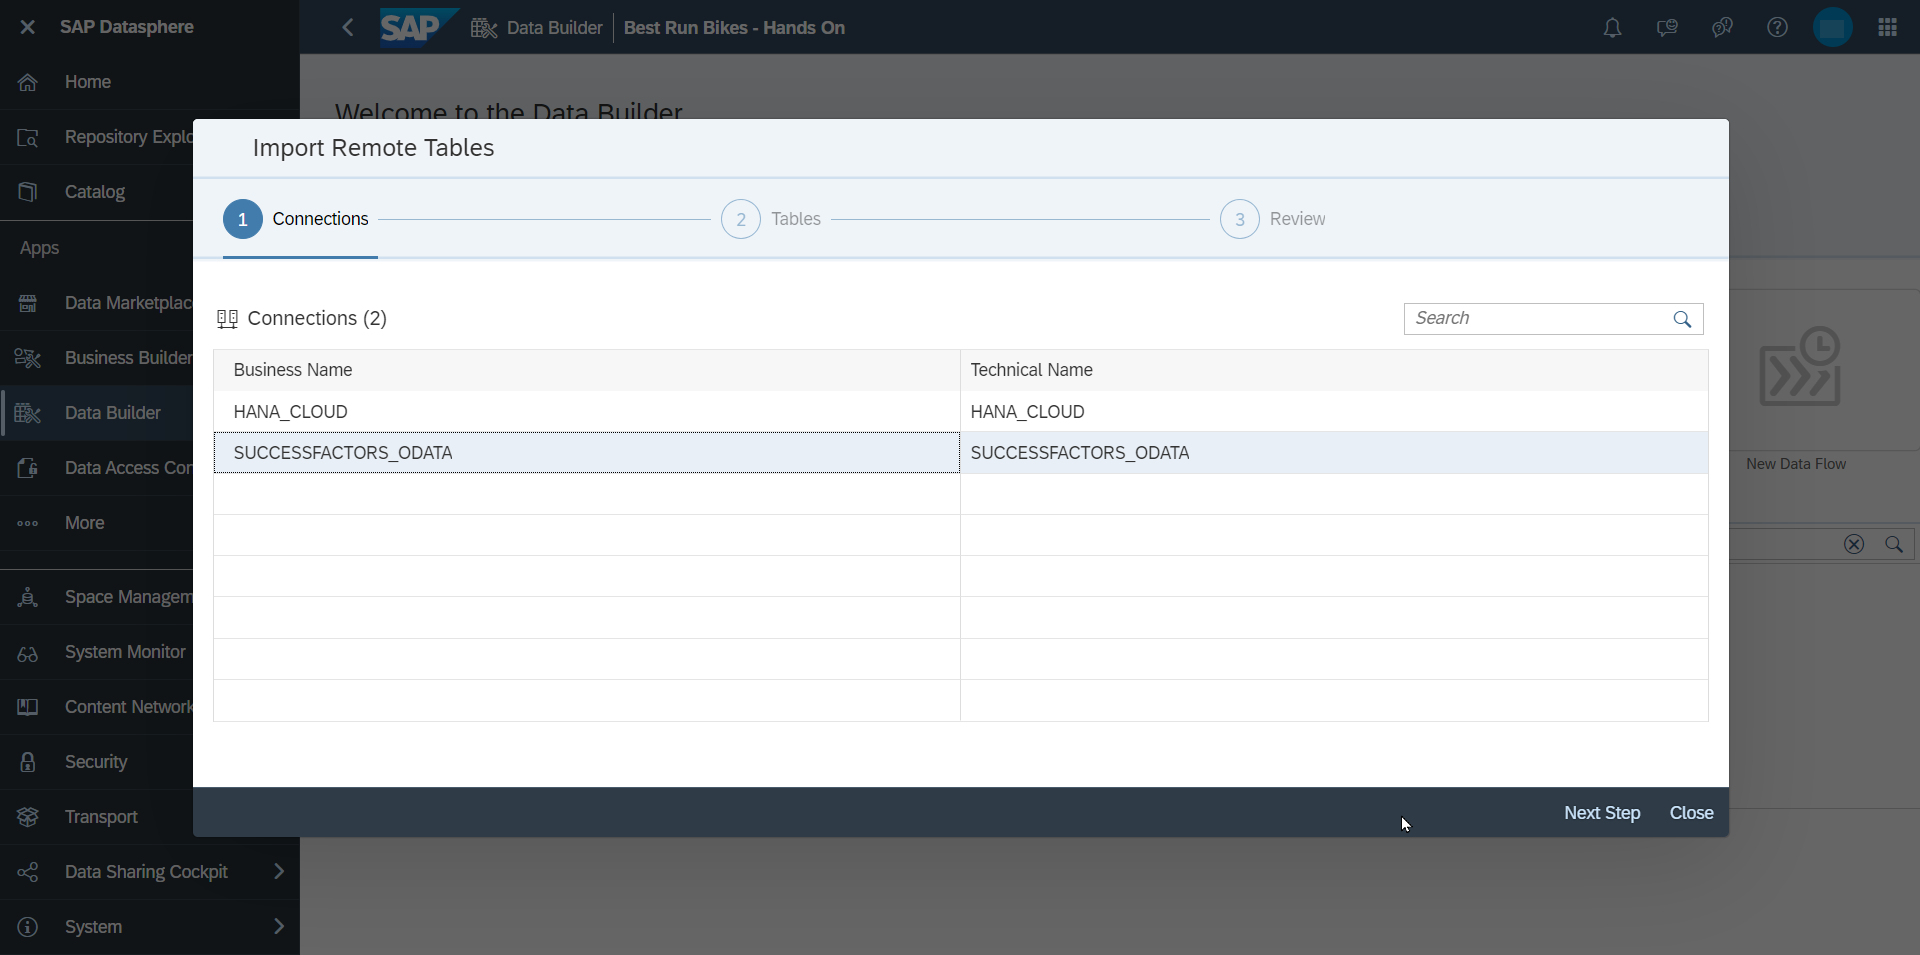 SAP Datasphere
SAP Data Builder Best Run Bikes - Hands On
Home
Welcome to the Data Builder
Repository Explo
Import Remote Tables
Catalog
1 Connections
2 Tables
3 Review
Apps
Data Marketplac
Connections (2)
Search
Business Builder
Business Name Technical Name
Data Builder
HANA_CLOUD HANA_CLOUD
SUCCESSFACTORS_ODATA SUCCESSFACTORS_ODATA
Data Access Con
New Data Flow
More
Space Managem
System Monitor
Content Network
Security
Transport
Next Step Close
Data Sharing Cockpit
System